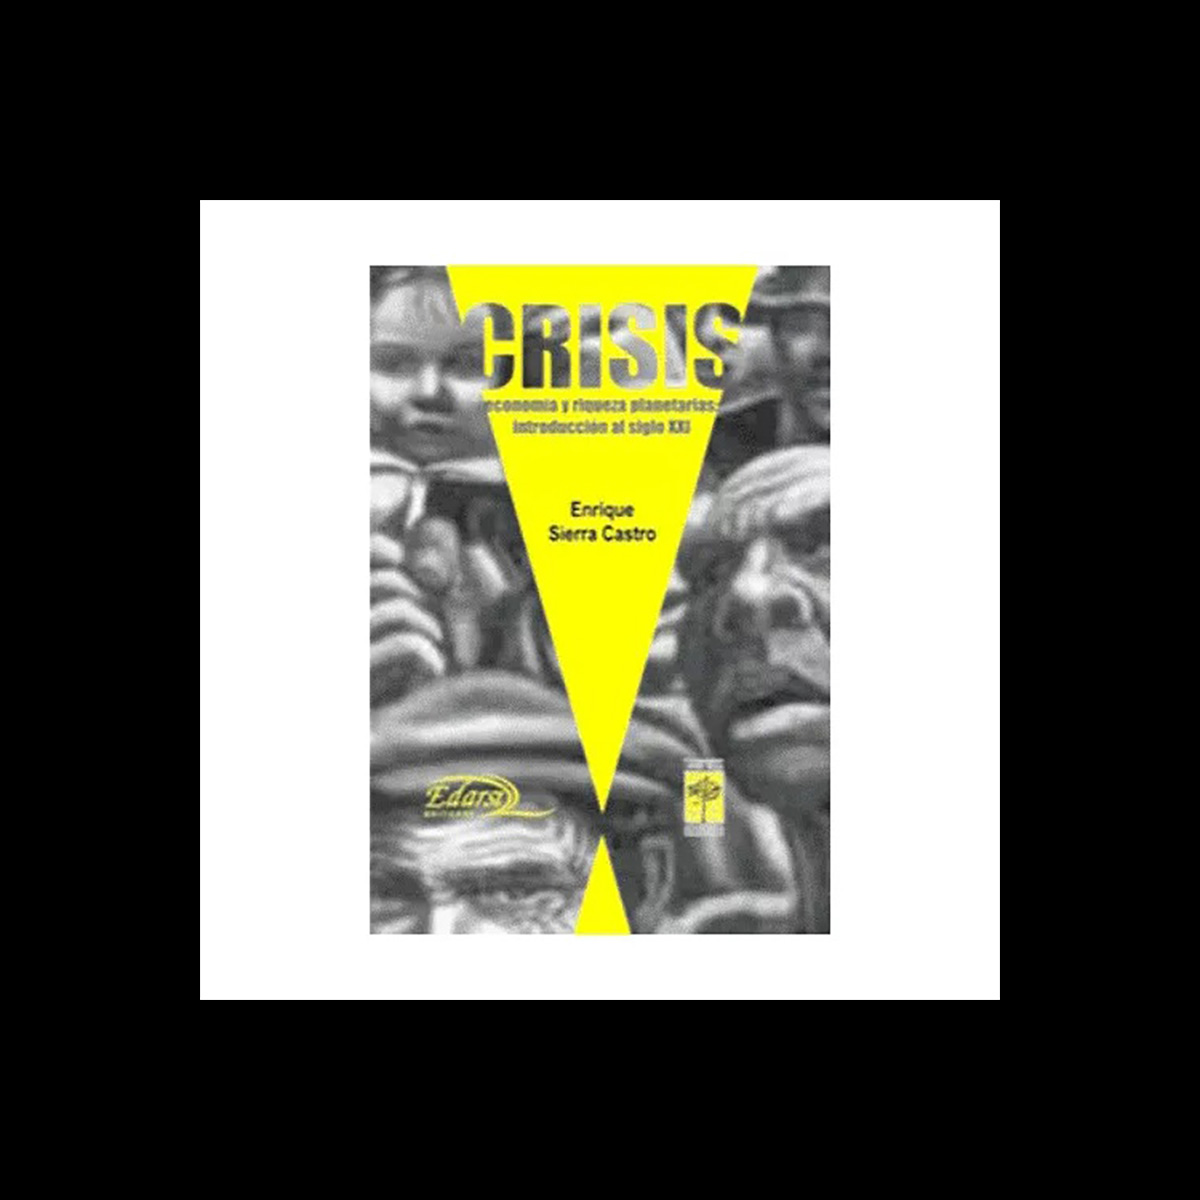 CRISIS
economía y riqueza planetarias:
introducción al siglo XXI
Enrique
Sierra Castro
Edarsi